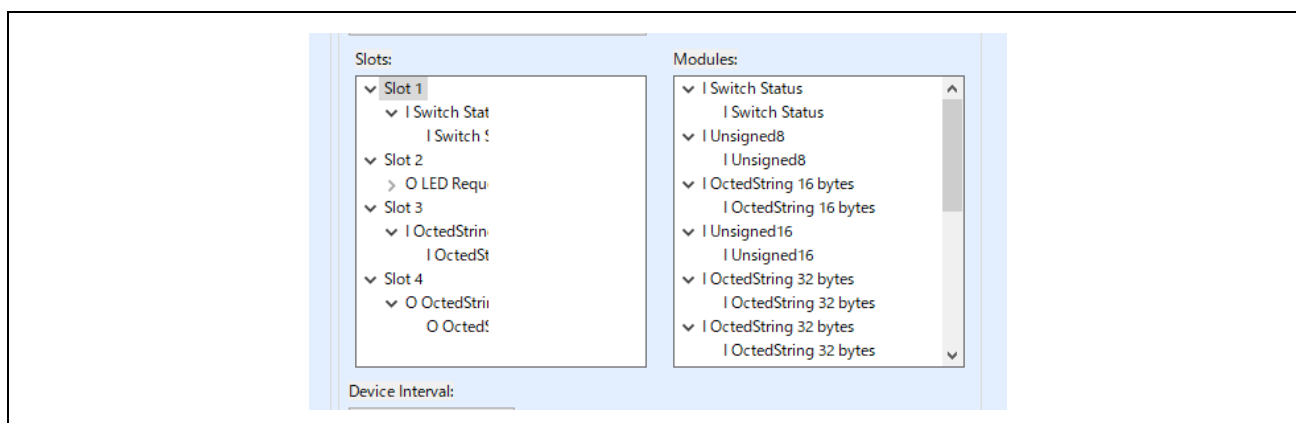 Slots:
Slot 1
I Switch Stat
I Switch
Slot 2
O LED Requ
Slot 3
I OctedStrin
I OctedSt
Slot 4
O OctedStri
O Octed
Modules:
I Switch Status
I Switch Status
I Unsigned8
I Unsigned8
I OctedString 16 bytes
I OctedString 16 bytes
I Unsigned16
I Unsigned16
I OctedString 32 bytes
I OctedString 32 bytes
I OctedString 32 bytes
I OctedString 32 bytes
Device Interval: